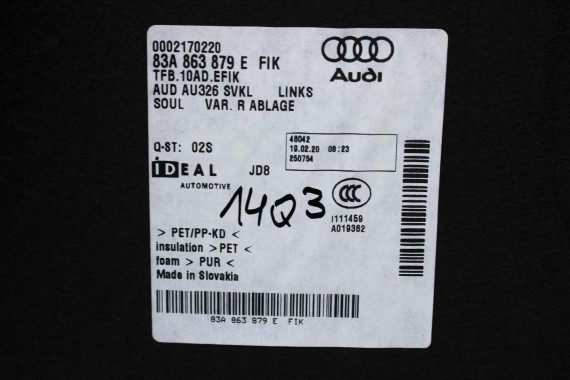 0002170220
83A 863 879 E FIK
TFB.10AD.EFIK
AUD AU326 SVKL LINKS
SOUL VAR. R ABLAGE
Audi
Q-ST: 02S
48042
19.02.20 08:23
250754
IDEAL JD8
AUTOMOTIVE
14Q3
CCC
I111459
A019362
> PET/PP-KD <
insulation > PET <
foam > PUR <
Made in Slovakia
83A 863 879 E FIK